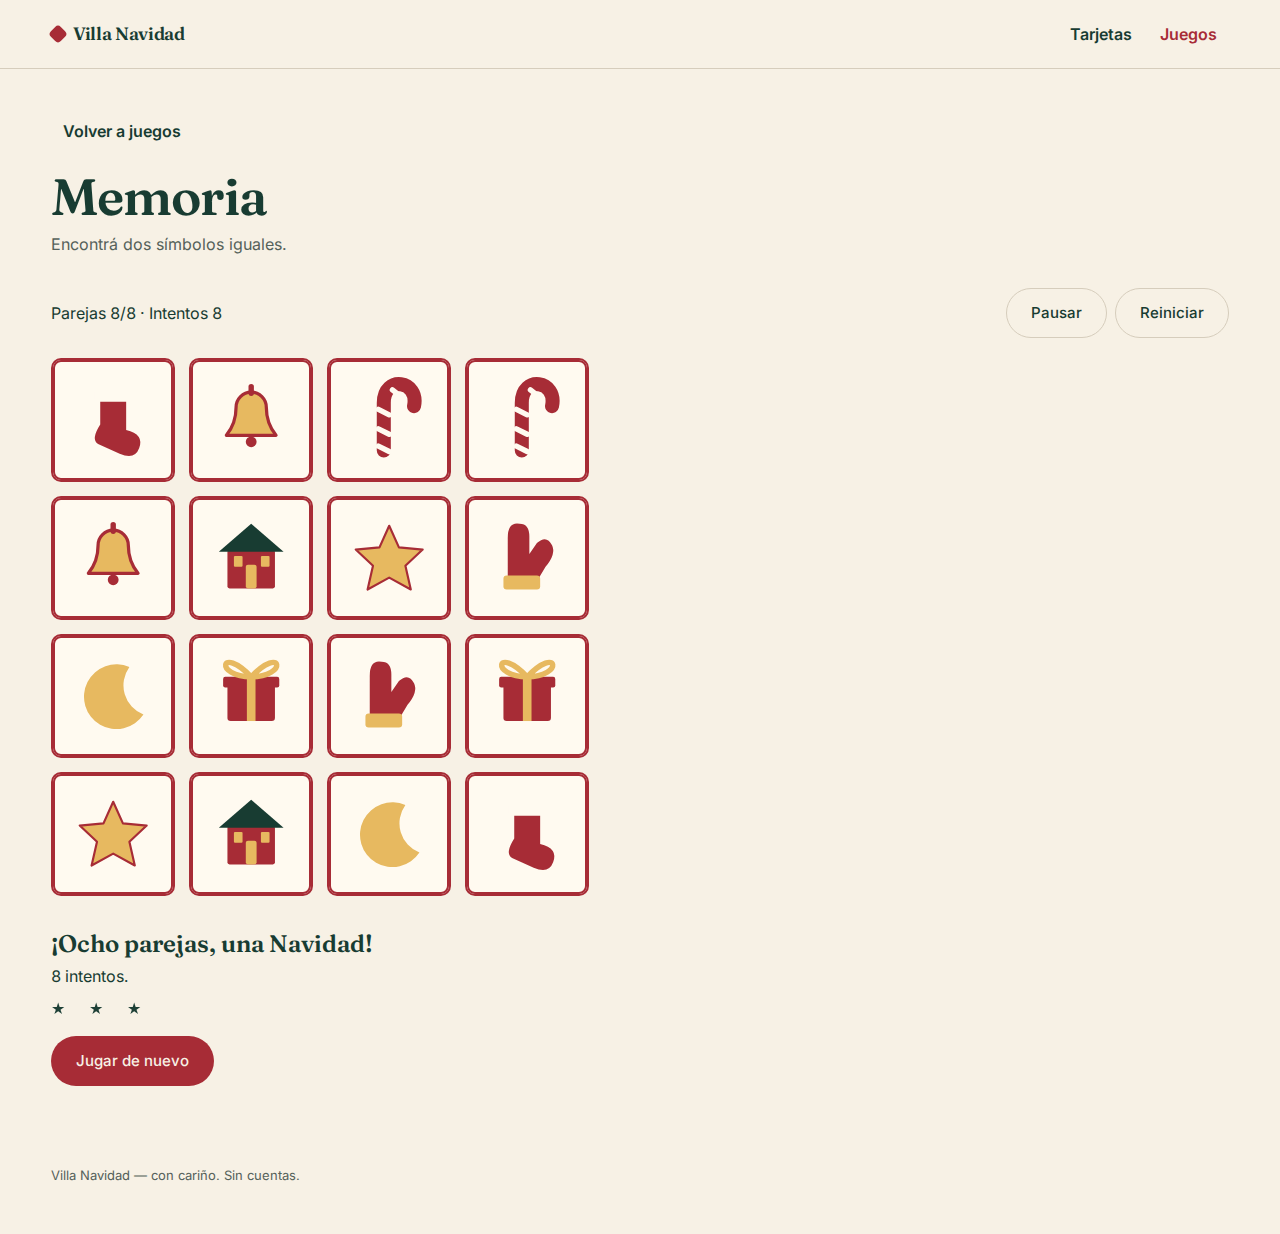 Villa Navidad
Tarjetas Juegos
Volver a juegos
Memoria
Encontrá dos símbolos iguales.
Parejas 8/8 · Intentos 8
Pausar Reiniciar
¡Ocho parejas, una Navidad!
8 intentos.
★ ★ ★
Jugar de nuevo
Villa Navidad — con cariño. Sin cuentas.